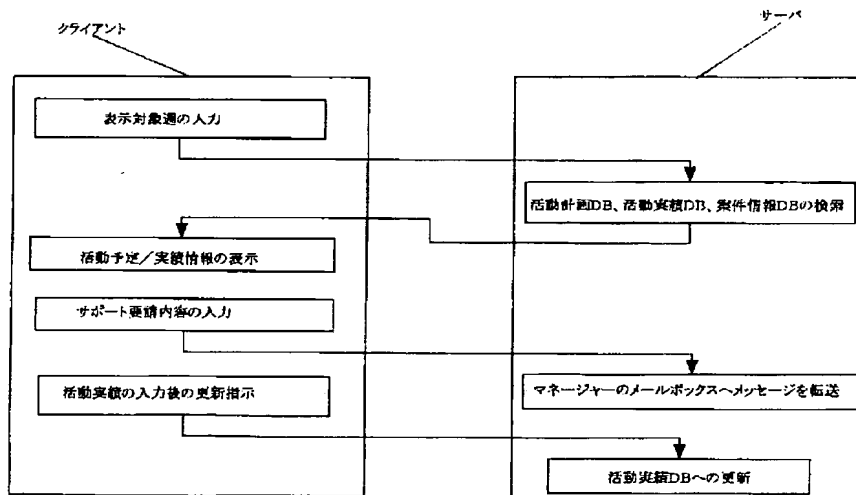 クライアント
サーバ
表示対象週の入力
活動計画DB、活動実績DB、案件情報DBの検索
活動予定／実績情報の表示
サポート要請内容の入力
マネージャーのメールボックスへメッセージを転送
活動実績の入力後の更新指示
活動実績DBへの更新